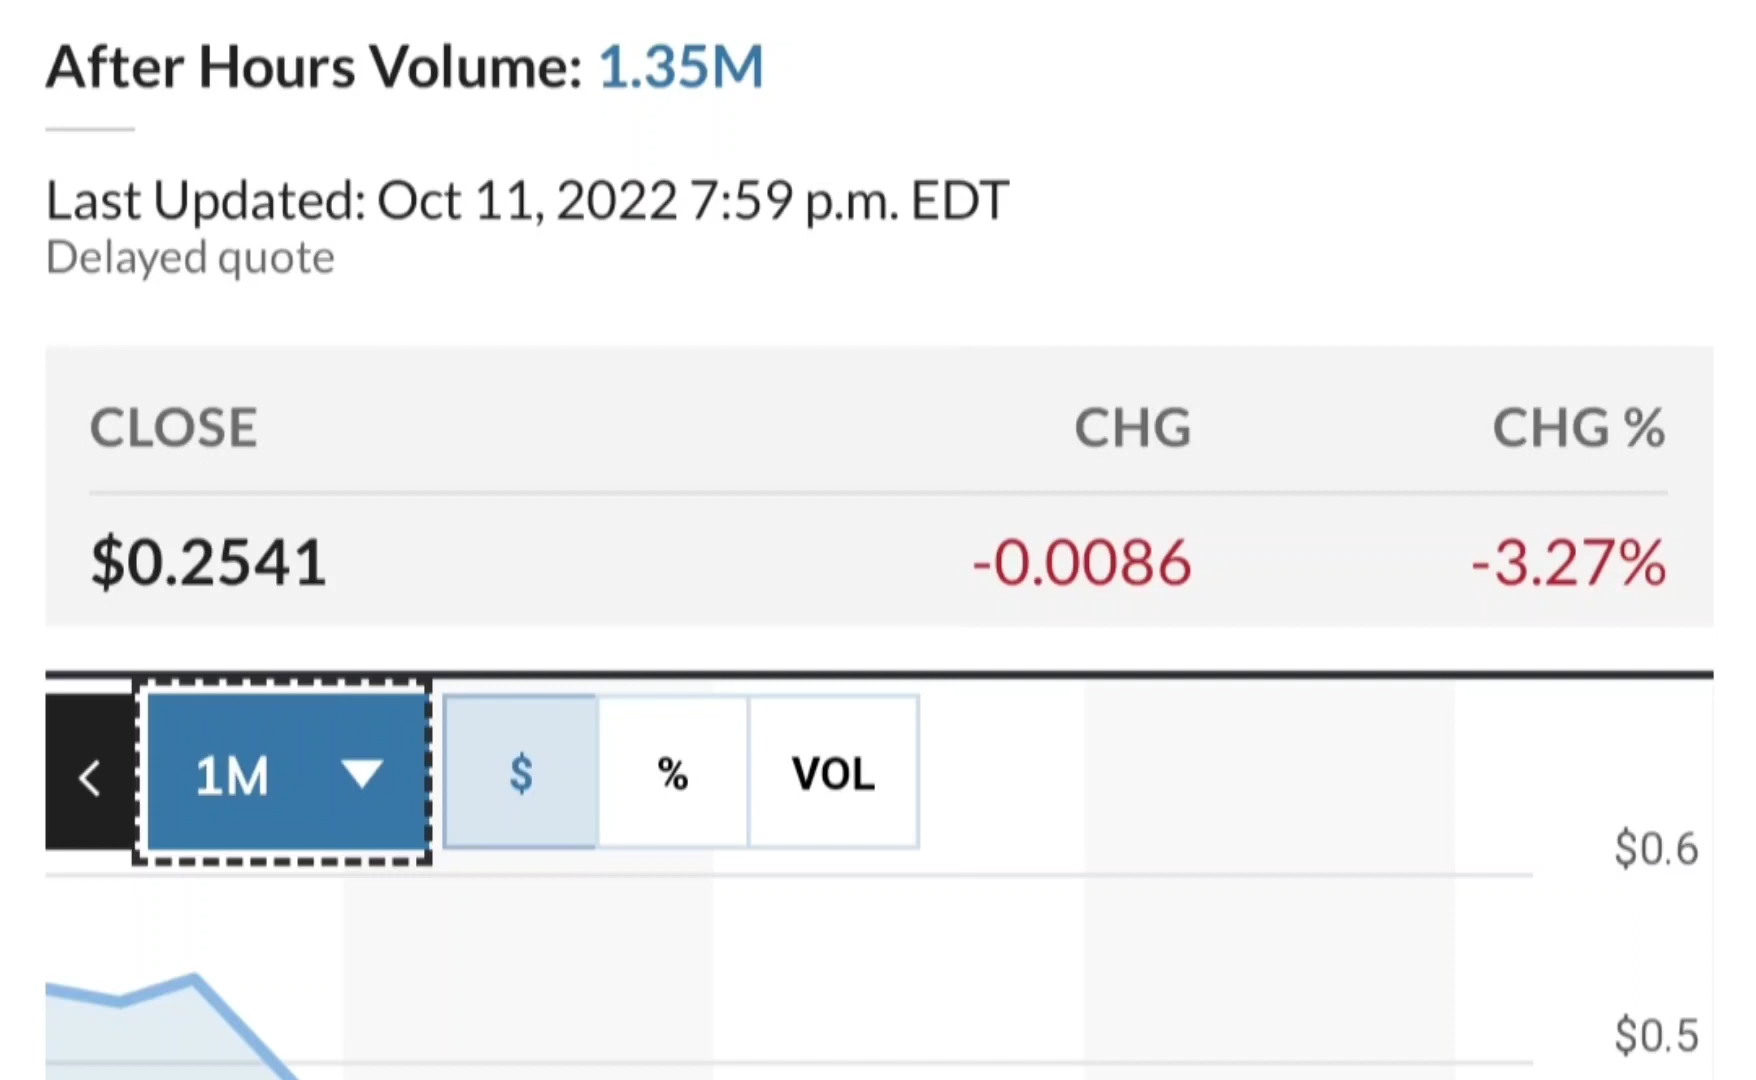 After Hours Volume: 1.35M
Last Updated: Oct 11, 2022 7:59 p.m. EDT
Delayed quote
CLOSE CHG CHG %
$0.2541 -0.0086 -3.27%
1M $ % VOL
$0.6
$0.5